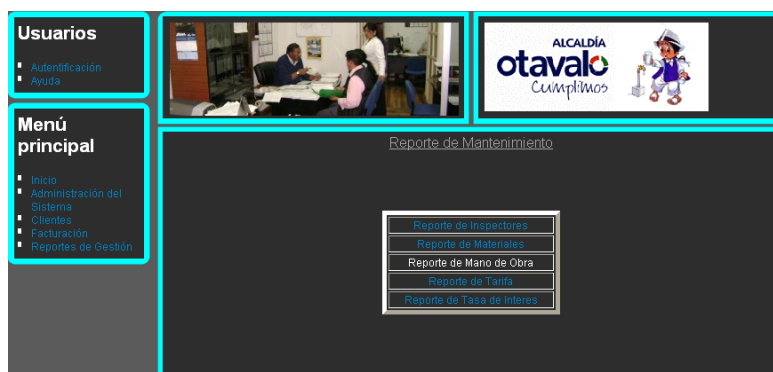 Usuarios
Autentificación
Ayuda
Menú
principal
Inicio
Administración del
Sistema
Clientes
Facturación
Reportes de Gestión
ALCALDÍA
otavalo
Cumplimos
Reporte de Mantenimiento
Reporte de Inspectores
Reporte de Materiales
Reporte de Mano de Obra
Reporte de Tarifa
Reporte de Tasa de Interes